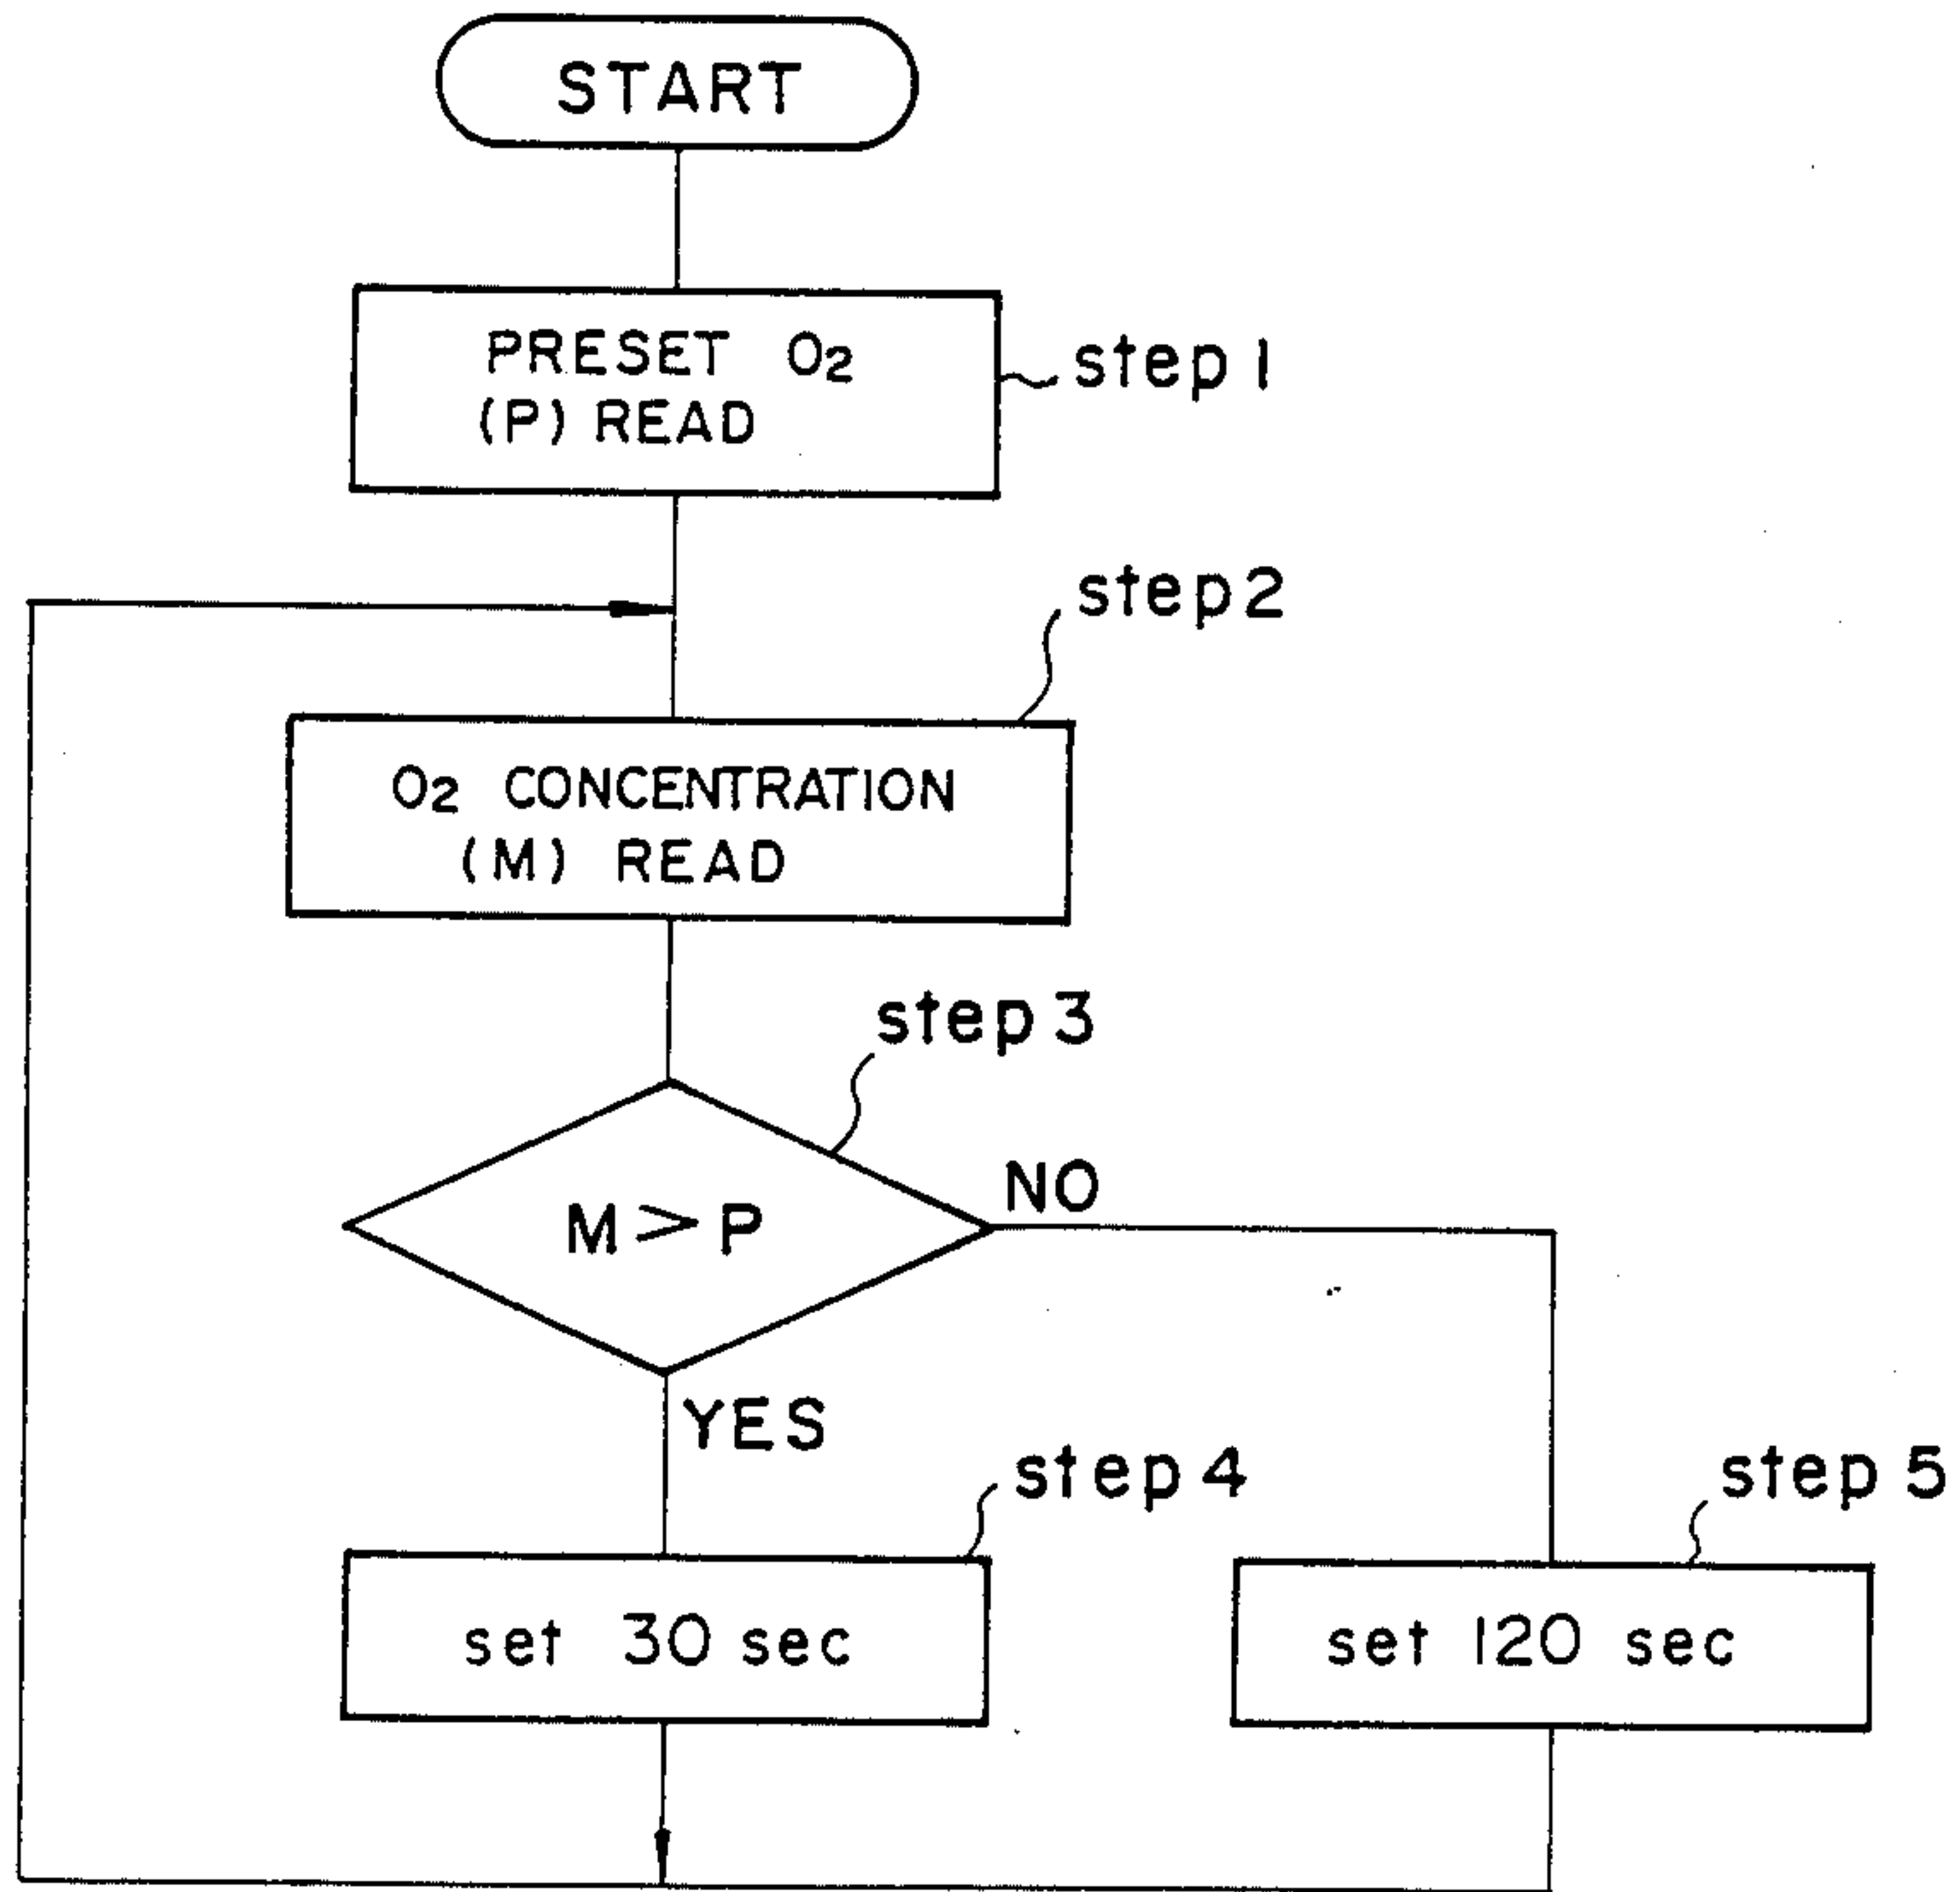 START
PRESET O2
(P) READ
step 1
step 2
O2 CONCENTRATION
(M) READ
step 3
M > P
NO
YES
step 4
step 5
set 30 sec
set 120 sec